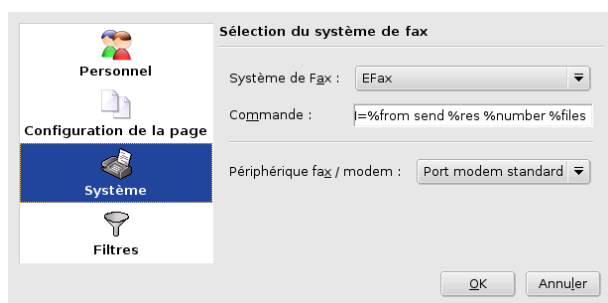 Personnel
Configuration de la page
Système
Filtres
Sélection du système de fax
Système de Fax : EFax
Commande : =%from send %res %number %files
Périphérique fax / modem : Port modem standard
OK Annuler